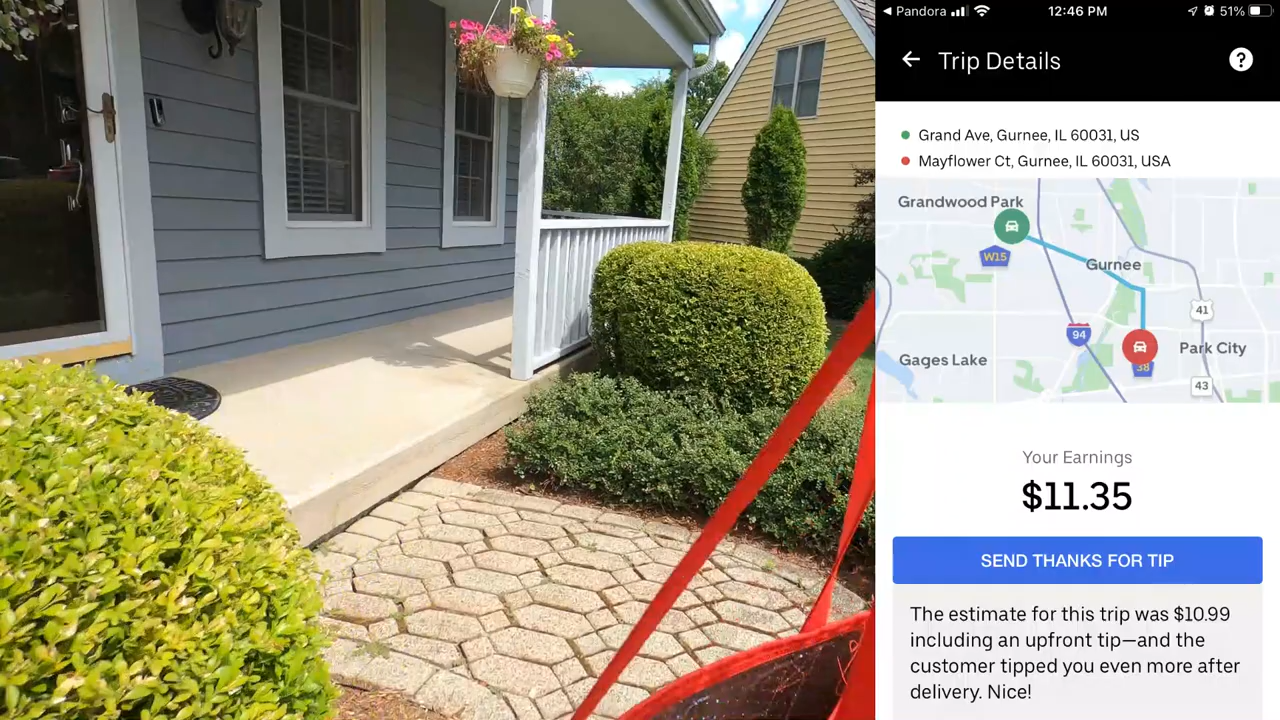 Pandora
12:46 PM
51%
Trip Details
?
Grand Ave, Gurnee, IL 60031, US
Mayflower Ct, Gurnee, IL 60031, USA
Grandwood Park
W15
Gurnee
41
94
Gages Lake
Park City
38
43
Your Earnings
$11.35
SEND THANKS FOR TIP
The estimate for this trip was $10.99
including an upfront tip—and the
customer tipped you even more after
delivery. Nice!